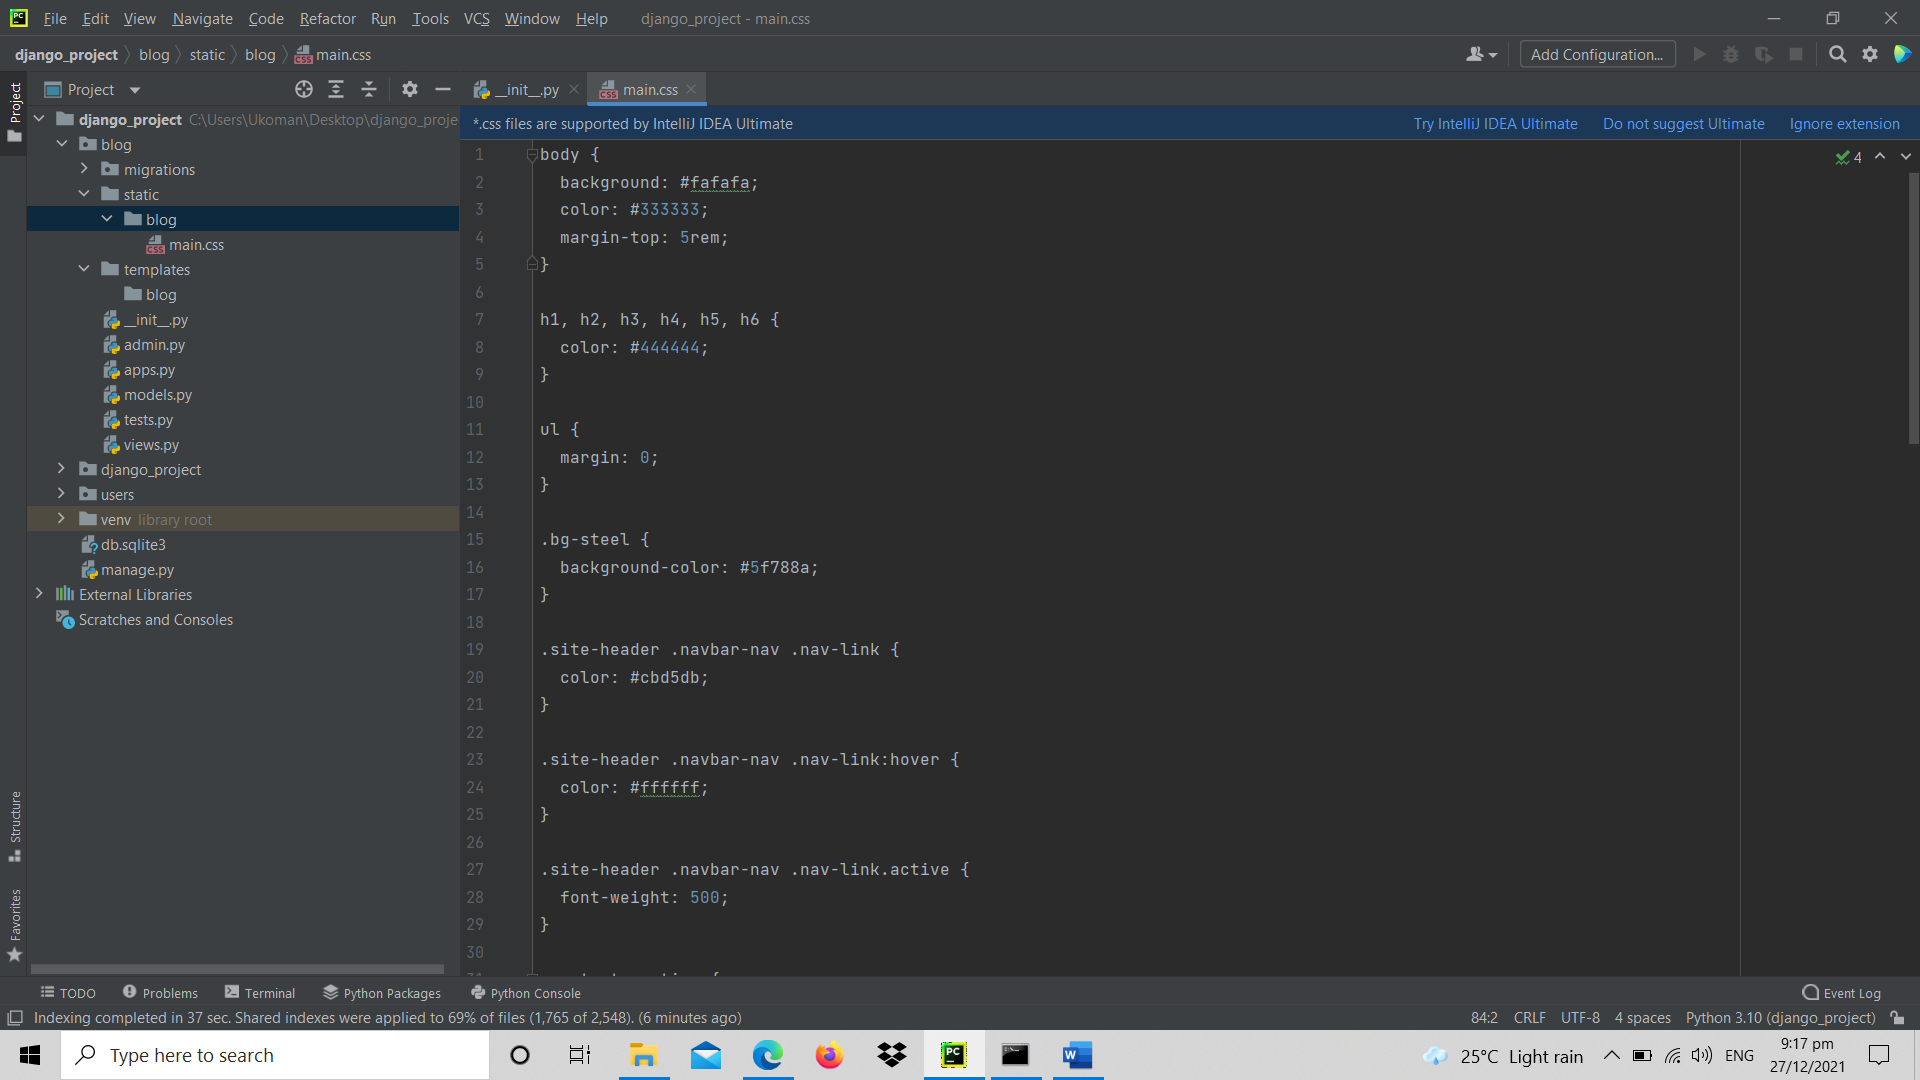 File Edit View Navigate Code Refactor Run Tools VCS Window Help django_project - main.css
django_project blog static blog main.css Add Configuration...
Project
Project
__init__.py main.css
django_project C:\Users\Ukoman\Desktop\django_proje
*.css files are supported by IntelliJ IDEA Ultimate Try IntelliJ IDEA Ultimate Do not suggest Ultimate Ignore extension
blog
migrations
static
blog
main.css
templates
blog
__init__.py
admin.py
apps.py
models.py
tests.py
views.py
django_project
users
venv library root
db.sqlite3
manage.py
External Libraries
Scratches and Consoles
4
1 body {
2 background: #fafafa;
3 color: #333333;
4 margin-top: 5rem;
5 }
6
7 h1, h2, h3, h4, h5, h6 {
8 color: #444444;
9 }
10
11 ul {
12 margin: 0;
13 }
14
15 .bg-steel {
16 background-color: #5f788a;
17 }
18
19 .site-header .navbar-nav .nav-link {
20 color: #cbd5db;
21 }
22
23 .site-header .navbar-nav .nav-link:hover {
24 color: #ffffff;
25 }
26
27 .site-header .navbar-nav .nav-link.active {
28 font-weight: 500;
29 }
30
Structure
Favorites
TODO Problems Terminal Python Packages Python Console Event Log
Indexing completed in 37 sec. Shared indexes were applied to 69% of files (1,765 of 2,548). (6 minutes ago) 84:2 CRLF UTF-8 4 spaces Python 3.10 (django_project)
Type here to search
25°C Light rain ENG
9:17 pm
27/12/2021